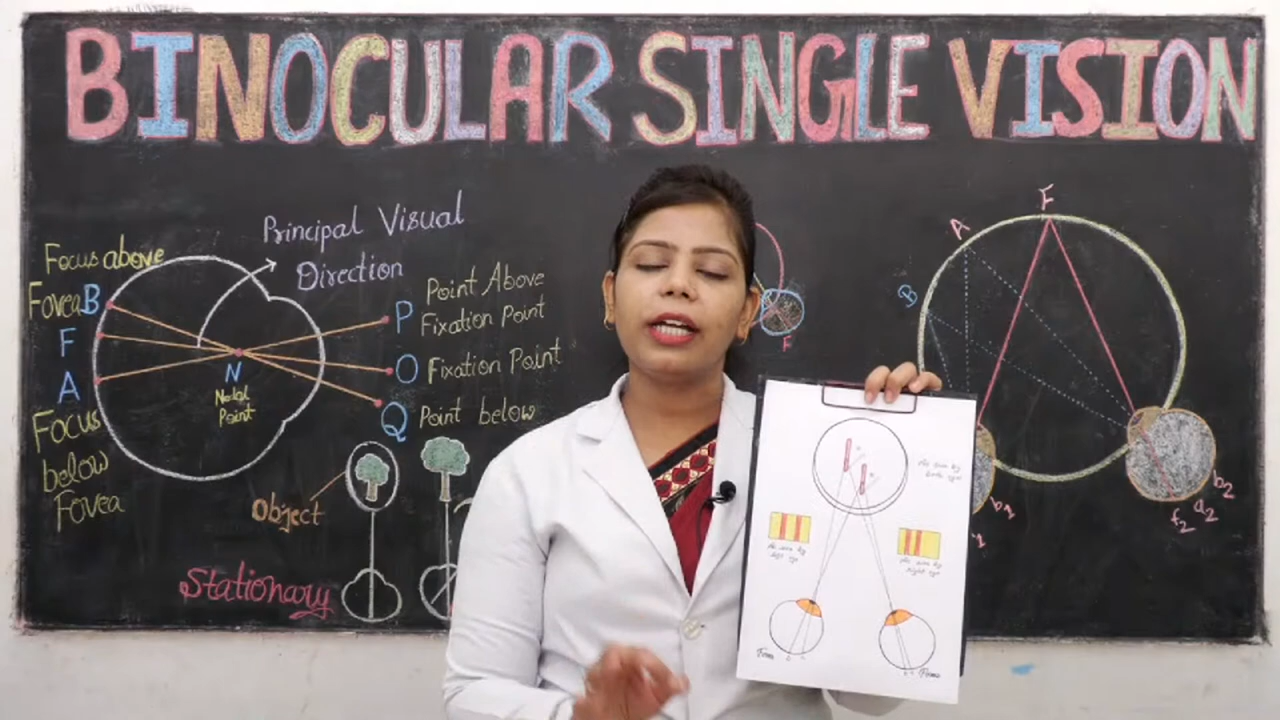 BINOCULAR SINGLE VISION
Principal Visual
Direction
Focus above
Fovea B
F
A
Focus
below
Fovea
N
Nodal
Point
P Point Above
Fixation Point
O Fixation Point
Q Point below
Object
Stationary
F
F
A
B
b2
a2
f2